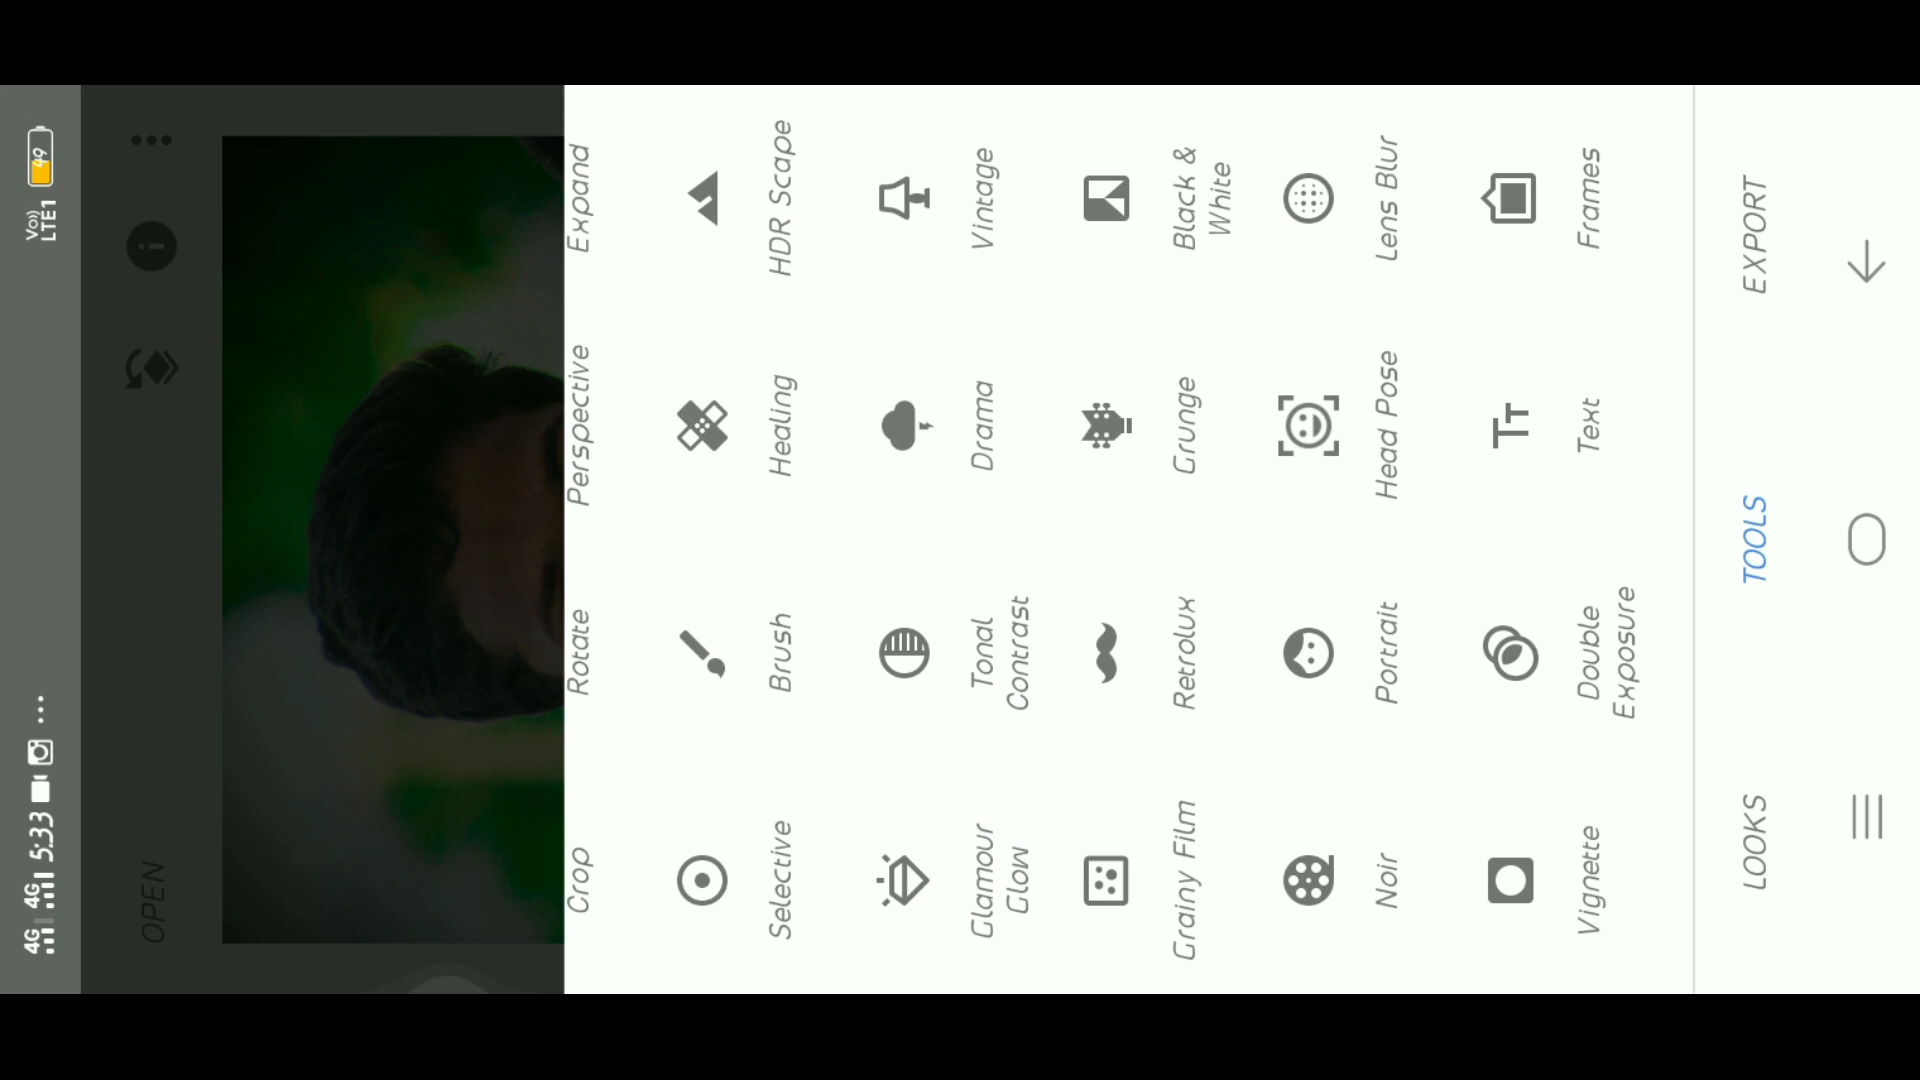 4G 4G 5:33
Vo)) LTE1 49
OPEN
Crop Rotate Perspective Expand
Selective Brush Healing HDR Scape
Glamour Glow Tonal Contrast Drama Vintage
Grainy Film Retrolux Grunge Black & White
Noir Portrait Head Pose Lens Blur
Vignette Double Exposure Text Frames
LOOKS TOOLS EXPORT